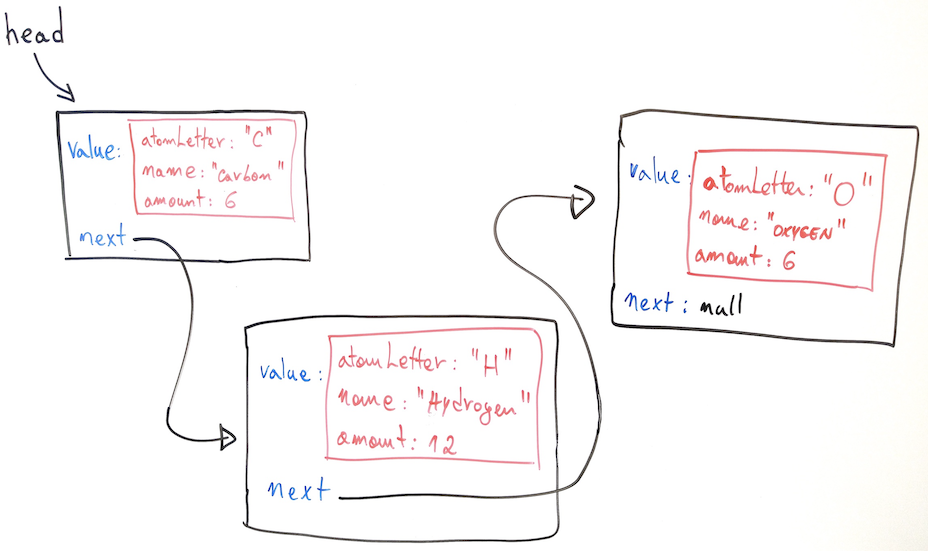 head
value:
atomLetter: "C"
name: "Carbon"
amount: 6
next
value:
atomLetter: "H"
name: "Hydrogen"
amount: 12
next
value:
atomLetter: "O"
name: "OXYGEN"
amount: 6
next: null